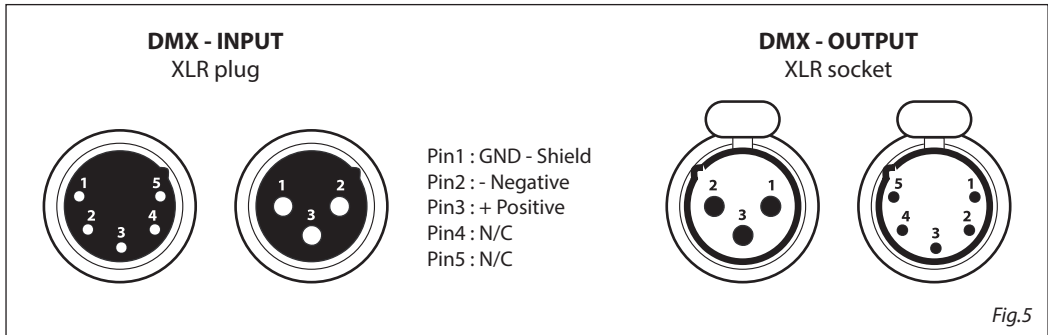 DMX - INPUT
XLR plug
1 5
2 4
3
1 2
3
Pin1 : GND - Shield
Pin2 : - Negative
Pin3 : + Positive
Pin4 : N/C
Pin5 : N/C
DMX - OUTPUT
XLR socket
2 1
3
5 1
4 2
3
Fig.5